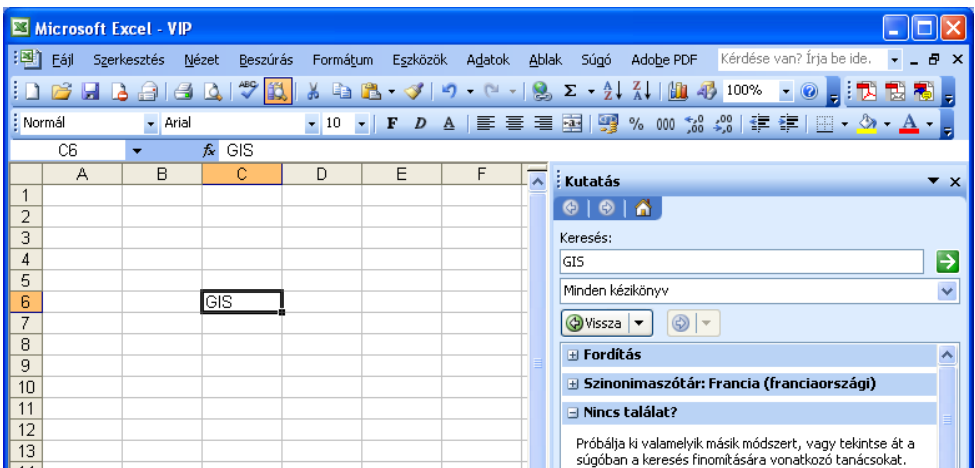 Microsoft Excel - VIP
Fájl Szerkesztés Nézet Beszúrás Formátum Eszközök Adatok Ablak Súgó Adobe PDF Kérdése van? Írja be ide.
100%
Normál Arial 10 F D A % 000
C6 fx GIS
A B C D E F
1
2
3
4
5
6 GIS
7
8
9
10
11
12
13
Kutatás
Keresés:
GIS
Minden kézikönyv
Vissza
Fordítás
Szinonimaszótár: Francia (franciaországi)
Nincs találat?
Próbálja ki valamelyik másik módszert, vagy tekintse át a
súgóban a keresés finomítására vonatkozó tanácsokat.